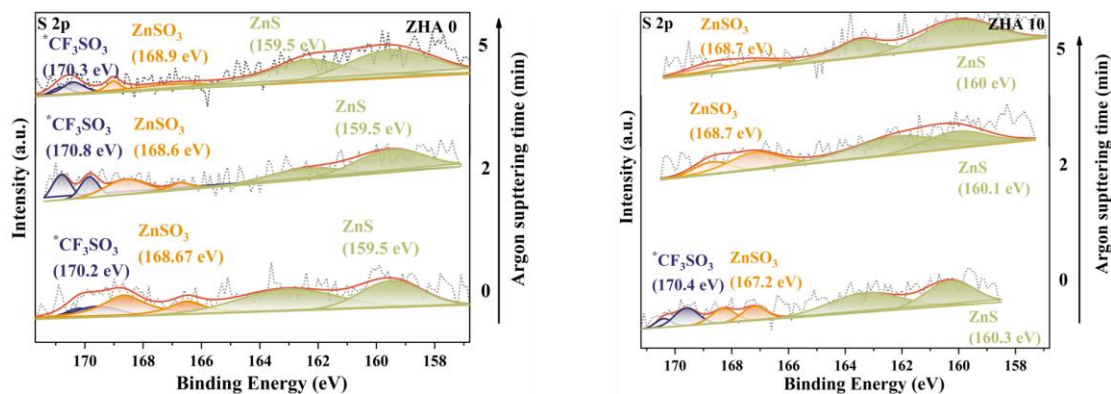 S 2p
ZHA 0
*CF₃SO₃
(170.3 eV)
ZnSO₃
(168.9 eV)
ZnS
(159.5 eV)
5
*CF₃SO₃
(170.8 eV)
ZnSO₃
(168.6 eV)
ZnS
(159.5 eV)
2
*CF₃SO₃
(170.2 eV)
ZnSO₃
(168.67 eV)
ZnS
(159.5 eV)
0
Intensity (a.u.)
Argon supttering time (min)
170 168 166 164 162 160 158
Binding Energy (eV)
S 2p
ZHA 10
ZnSO₃
(168.7 eV)
ZnS
(160 eV)
5
ZnSO₃
(168.7 eV)
ZnS
(160.1 eV)
2
*CF₃SO₃
(170.4 eV)
ZnSO₃
(167.2 eV)
ZnS
(160.3 eV)
0
Intensity (a.u.)
Argon supttering time (min)
170 168 166 164 162 160 158
Binding Energy (eV)